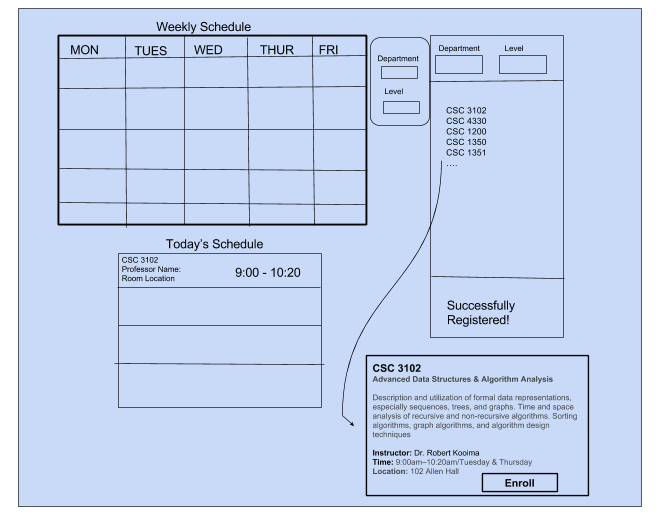 Weekly Schedule
MON TUES WED THUR FRI
Department
Level
Department Level
CSC 3102
CSC 4330
CSC 1200
CSC 1350
CSC 1351
....
Successfully
Registered!
Today's Schedule
CSC 3102
Professor Name:
Room Location
9:00 - 10:20
CSC 3102
Advanced Data Structures & Algorithm Analysis
Description and utilization of formal data representations,
especially sequences, trees, and graphs. Time and space
analysis of recursive and non-recursive algorithms. Sorting
algorithms, graph algorithms, and algorithm design
techniques
Instructor: Dr. Robert Kooima
Time: 9:00am–10:20am/Tuesday & Thursday
Location: 102 Allen Hall
Enroll